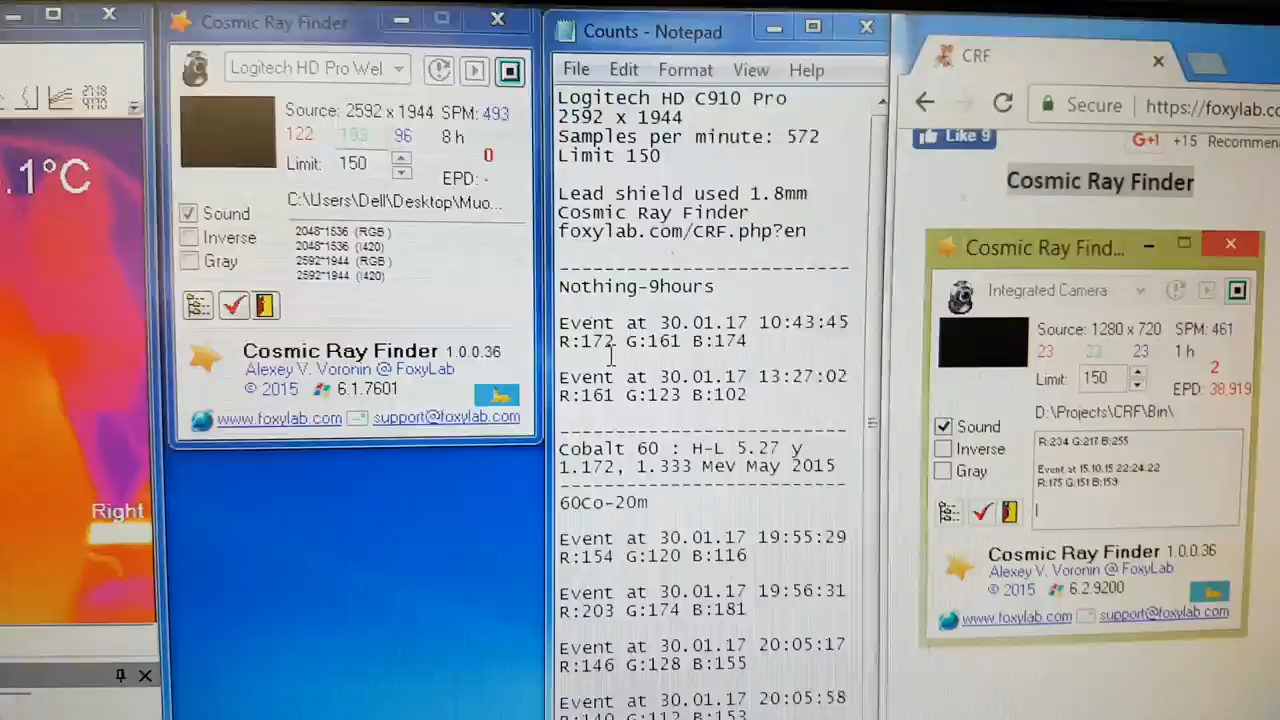 .1°C
Right
Cosmic Ray Finder
Logitech HD Pro Wel
Source: 2592 x 1944 SPM: 493
122 193 96 8 h
0
Limit: 150
EPD: -
C:\Users\Dell\Desktop\Muo...
Sound
Inverse
Gray
2048×1536 (RGB )
2048×1536 (I420)
2592×1944 (RGB )
2592×1944 (I420)
Cosmic Ray Finder 1.0.0.36
Alexey V. Voronin @ FoxyLab
© 2015 6.1.7601
www.foxylab.com support@foxylab.com
Counts - Notepad
File Edit Format View Help
Logitech HD C910 Pro
2592 x 1944
Samples per minute: 572
Limit 150
Lead shield used 1.8mm
Cosmic Ray Finder
foxylab.com/CRF.php?en
----------------------------
Nothing-9hours
Event at 30.01.17 10:43:45
R:172 G:161 B:174
Event at 30.01.17 13:27:02
R:161 G:123 B:102
----------------------------
Cobalt 60 : H-L 5.27 y
1.172, 1.333 MeV May 2015
----------------------------
60Co-20m
Event at 30.01.17 19:55:29
R:154 G:120 B:116
Event at 30.01.17 19:56:31
R:203 G:174 B:181
Event at 30.01.17 20:05:17
R:146 G:128 B:155
Event at 30.01.17 20:05:58
R:140 G:112 B:153
CRF
Secure https://foxylab.co
Like 9
G+1 +15 Recommen
Cosmic Ray Finder
Cosmic Ray Find...
Integrated Camera
Source: 1280 x 720 SPM: 461
23 23 23 1 h
2
Limit: 150
EPD: 38,919
D:\Projects\CRF\Bin\
Sound
Inverse
Gray
R:234 G:217 B:255
Event at 15.10.15 22:24:22
R:175 G:151 B:159
Cosmic Ray Finder 1.0.0.36
Alexey V. Voronin @ FoxyLab
© 2015 6.2.9200
www.foxylab.com support@foxylab.com